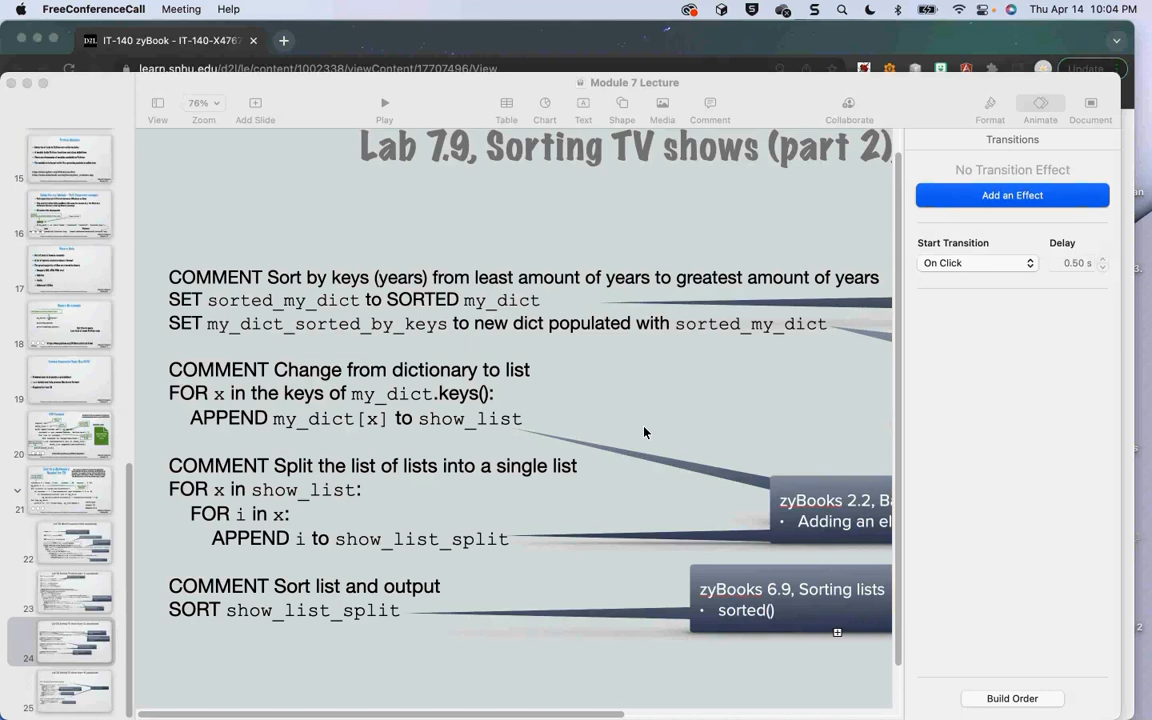 FreeConferenceCall Meeting Help Thu Apr 14 10:04 PM
IT-140 zyBook - IT-140-X4767
learn.snhu.edu/d2l/le/content/1002338/viewContent/17707496/View
Update
Module 7 Lecture
76%
View Zoom Add Slide Play Table Chart Text Shape Media Comment Collaborate Format Animate Document
Lab 7.9, Sorting TV shows (part 2)
COMMENT Sort by keys (years) from least amount of years to greatest amount of years
SET sorted_my_dict to SORTED my_dict
SET my_dict_sorted_by_keys to new dict populated with sorted_my_dict
COMMENT Change from dictionary to list
FOR x in the keys of my_dict.keys():
APPEND my_dict[x] to show_list
COMMENT Split the list of lists into a single list
FOR x in show_list:
FOR i in x:
APPEND i to show_list_split
COMMENT Sort list and output
SORT show_list_split
zyBooks 2.2, Ba
• Adding an el
zyBooks 6.9, Sorting lists
• sorted()
Transitions
No Transition Effect
Add an Effect
Start Transition Delay
On Click 0.50 s
Build Order
15
16
17
18
19
20
21
22
23
24
25